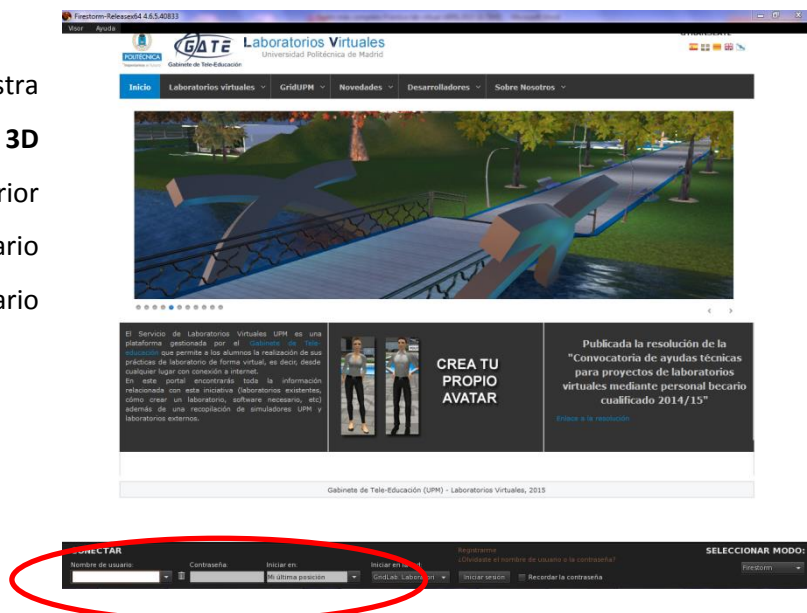 stra
3D
rior
ario
ario
Firestorm-Releasex64 4.6.5.40833
Visor Ayuda
POLITÉCNICA
GATE
Gabinete de Tele-Educación
Laboratorios Virtuales
Universidad Politécnica de Madrid
Inicio Laboratorios virtuales GridUPM Novedades Desarrolladores Sobre Nosotros
El Servicio de Laboratorios Virtuales UPM es una
plataforma gestionada por el Gabinete de Tele-
educación que permite a los alumnos la realización de sus
prácticas de laboratorio de forma virtual, es decir, desde
cualquier lugar con conexión a internet.
En este portal encontrarás toda la información
relacionada con esta iniciativa (laboratorios existentes,
cómo crear un laboratorio, software necesario, etc)
además de una recopilación de simuladores UPM y
laboratorios externos.
CREA TU
PROPIO
AVATAR
Publicada la resolución de la
"Convocatoria de ayudas técnicas
para proyectos de laboratorios
virtuales mediante personal becario
cualificado 2014/15"
Enlace a la resolución
Gabinete de Tele-Educación (UPM) - Laboratorios Virtuales, 2015
CONECTAR
Nombre de usuario: Contraseña: Iniciar en: Iniciar en
Mi última posición GridLab Laboratori
Registrarme
¿Olvidaste el nombre de usuario o la contraseña?
Iniciar sesión Recordar la contraseña
SELECCIONAR MODO:
Firestorm